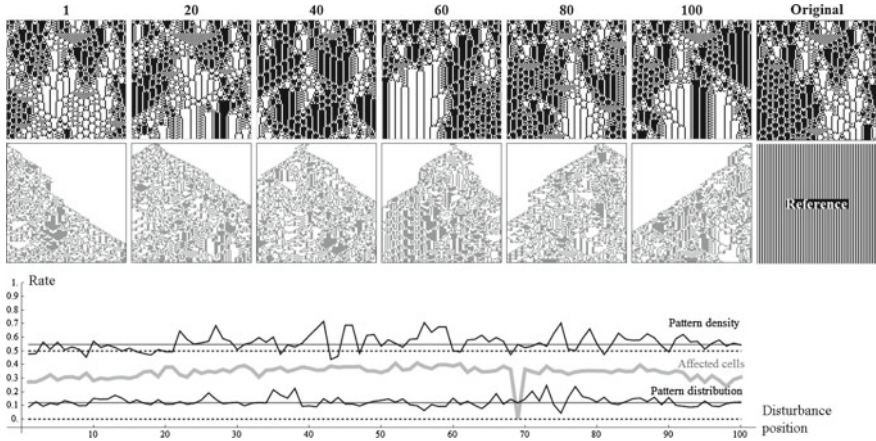 1 20 40 60 80 100 Original
Reference
Rate
1.
0.9
0.8
0.7
0.6
0.5
0.4
0.3
0.2
0.1
0.
Pattern density
Affected cells
Pattern distribution
Disturbance
position
10 20 30 40 50 60 70 80 90 100